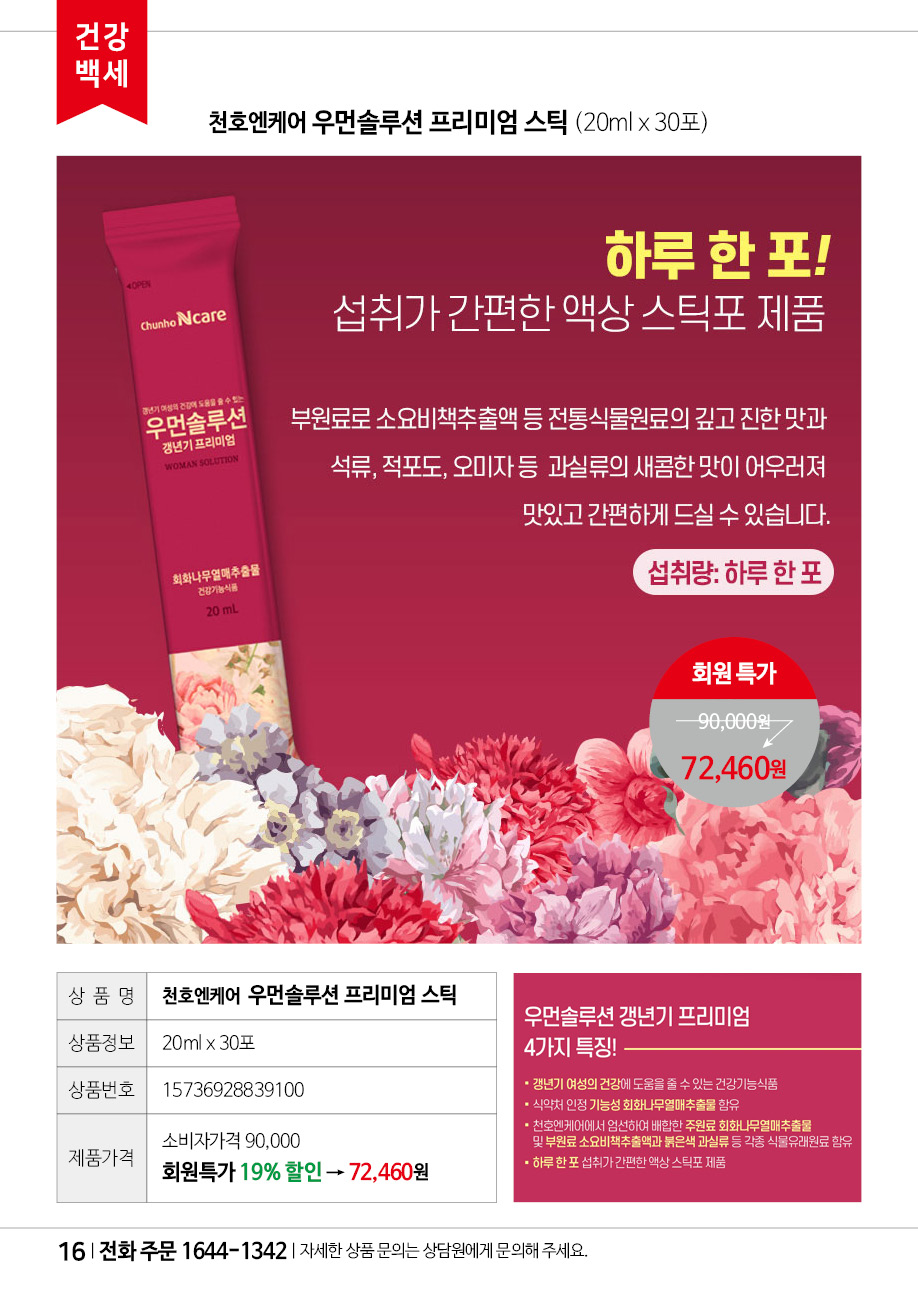 건강
백세
천호엔케어 우먼솔루션 프리미엄 스틱 (20ml x 30포)
하루 한 포!
섭취가 간편한 액상 스틱포 제품
◀OPEN
Chunho Ncare
갱년기 여성의 건강에 도움을 줄 수 있는
우먼솔루션
갱년기 프리미엄
WOMAN SOLUTION
회화나무열매추출물
건강기능식품
20 mL
부원료로 소요비책추출액 등 전통식물원료의 깊고 진한 맛과
석류, 적포도, 오미자 등 과실류의 새콤한 맛이 어우러져
맛있고 간편하게 드실 수 있습니다.
섭취량: 하루 한 포
회원 특가
90,000원
72,460원
상 품 명 천호엔케어 우먼솔루션 프리미엄 스틱
상품정보 20ml x 30포
상품번호 15736928839100
제품가격 소비자가격 90,000
회원특가 19% 할인 → 72,460원
우먼솔루션 갱년기 프리미엄
4가지 특징!
• 갱년기 여성의 건강에 도움을 줄 수 있는 건강기능식품
• 식약처 인정 기능성 회화나무열매추출물 함유
• 천호엔케어에서 엄선하여 배합한 주원료 회화나무열매추출물
및 부원료 소요비책추출액과 붉은색 과실류 등 각종 식물유래원료 함유
• 하루 한 포 섭취가 간편한 액상 스틱포 제품
16 | 전화 주문 1644-1342 | 자세한 상품 문의는 상담원에게 문의해 주세요.